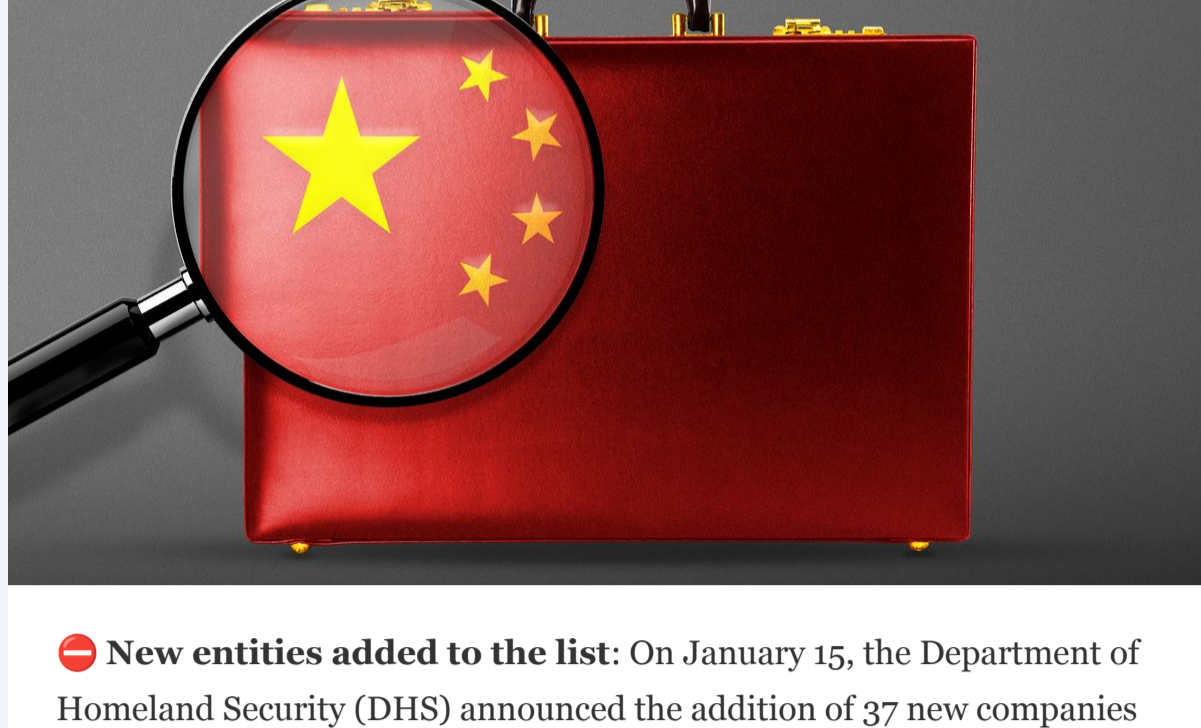 ⛔ New entities added to the list: On January 15, the Department of
Homeland Security (DHS) announced the addition of 37 new companies